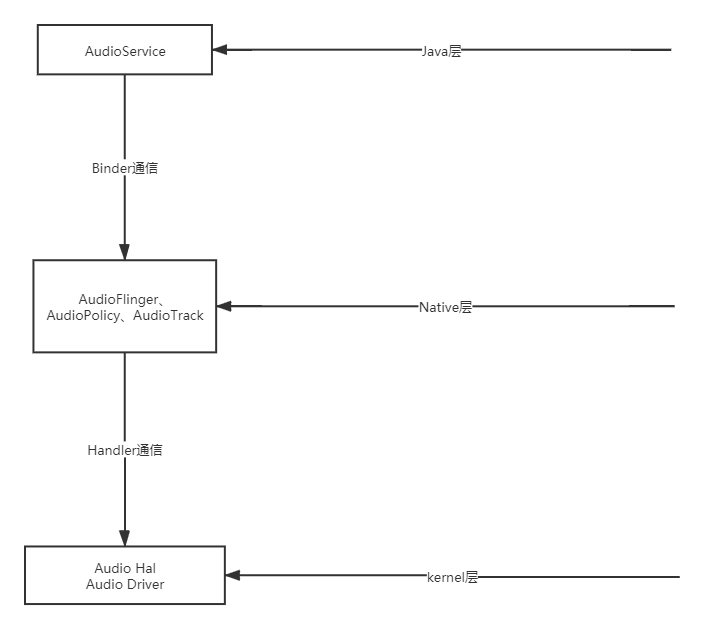 AudioService
Java层
Binder通信
AudioFlinger、
AudioPolicy、AudioTrack
Native层
Handler通信
Audio Hal
Audio Driver
kernel层